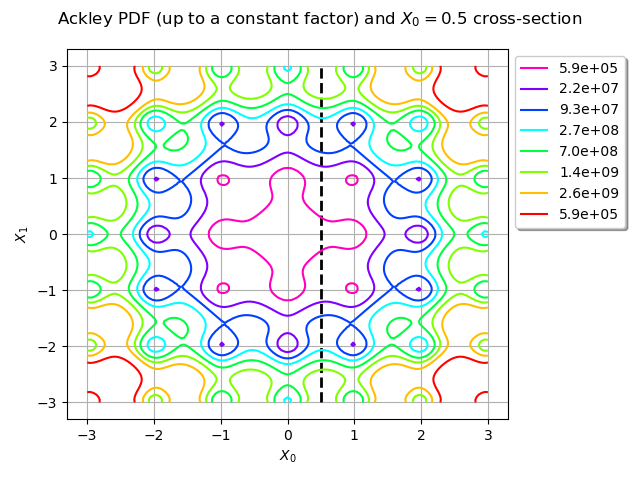 Ackley PDF (up to a constant factor) and X₀ = 0.5 cross-section
5.9e+05
2.2e+07
9.3e+07
2.7e+08
7.0e+08
1.4e+09
2.6e+09
5.9e+05
X₁
3
2
1
0
−1
−2
−3
−3 −2 −1 0 1 2 3
X₀